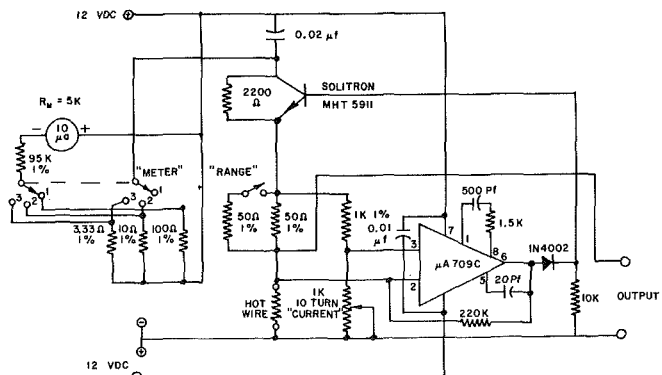 12 VDC
0.02 µf
SOLITRON
MHT 5911
2200
Ω
R_M = 5K
10
µa
- +
95K
1%
"METER"
"RANGE"
1
2
3
1
2
3
3.33Ω
1%
10Ω
1%
100Ω
1%
50Ω
1%
50Ω
1%
1K 1%
0.01
µf
500 Pf
1.5K
7
1
3
2
8
6
5
µA 709C
1N4002
20Pf
220K
10K
OUTPUT
HOT
WIRE
1K
10 TURN
"CURRENT"
-
+
12 VDC